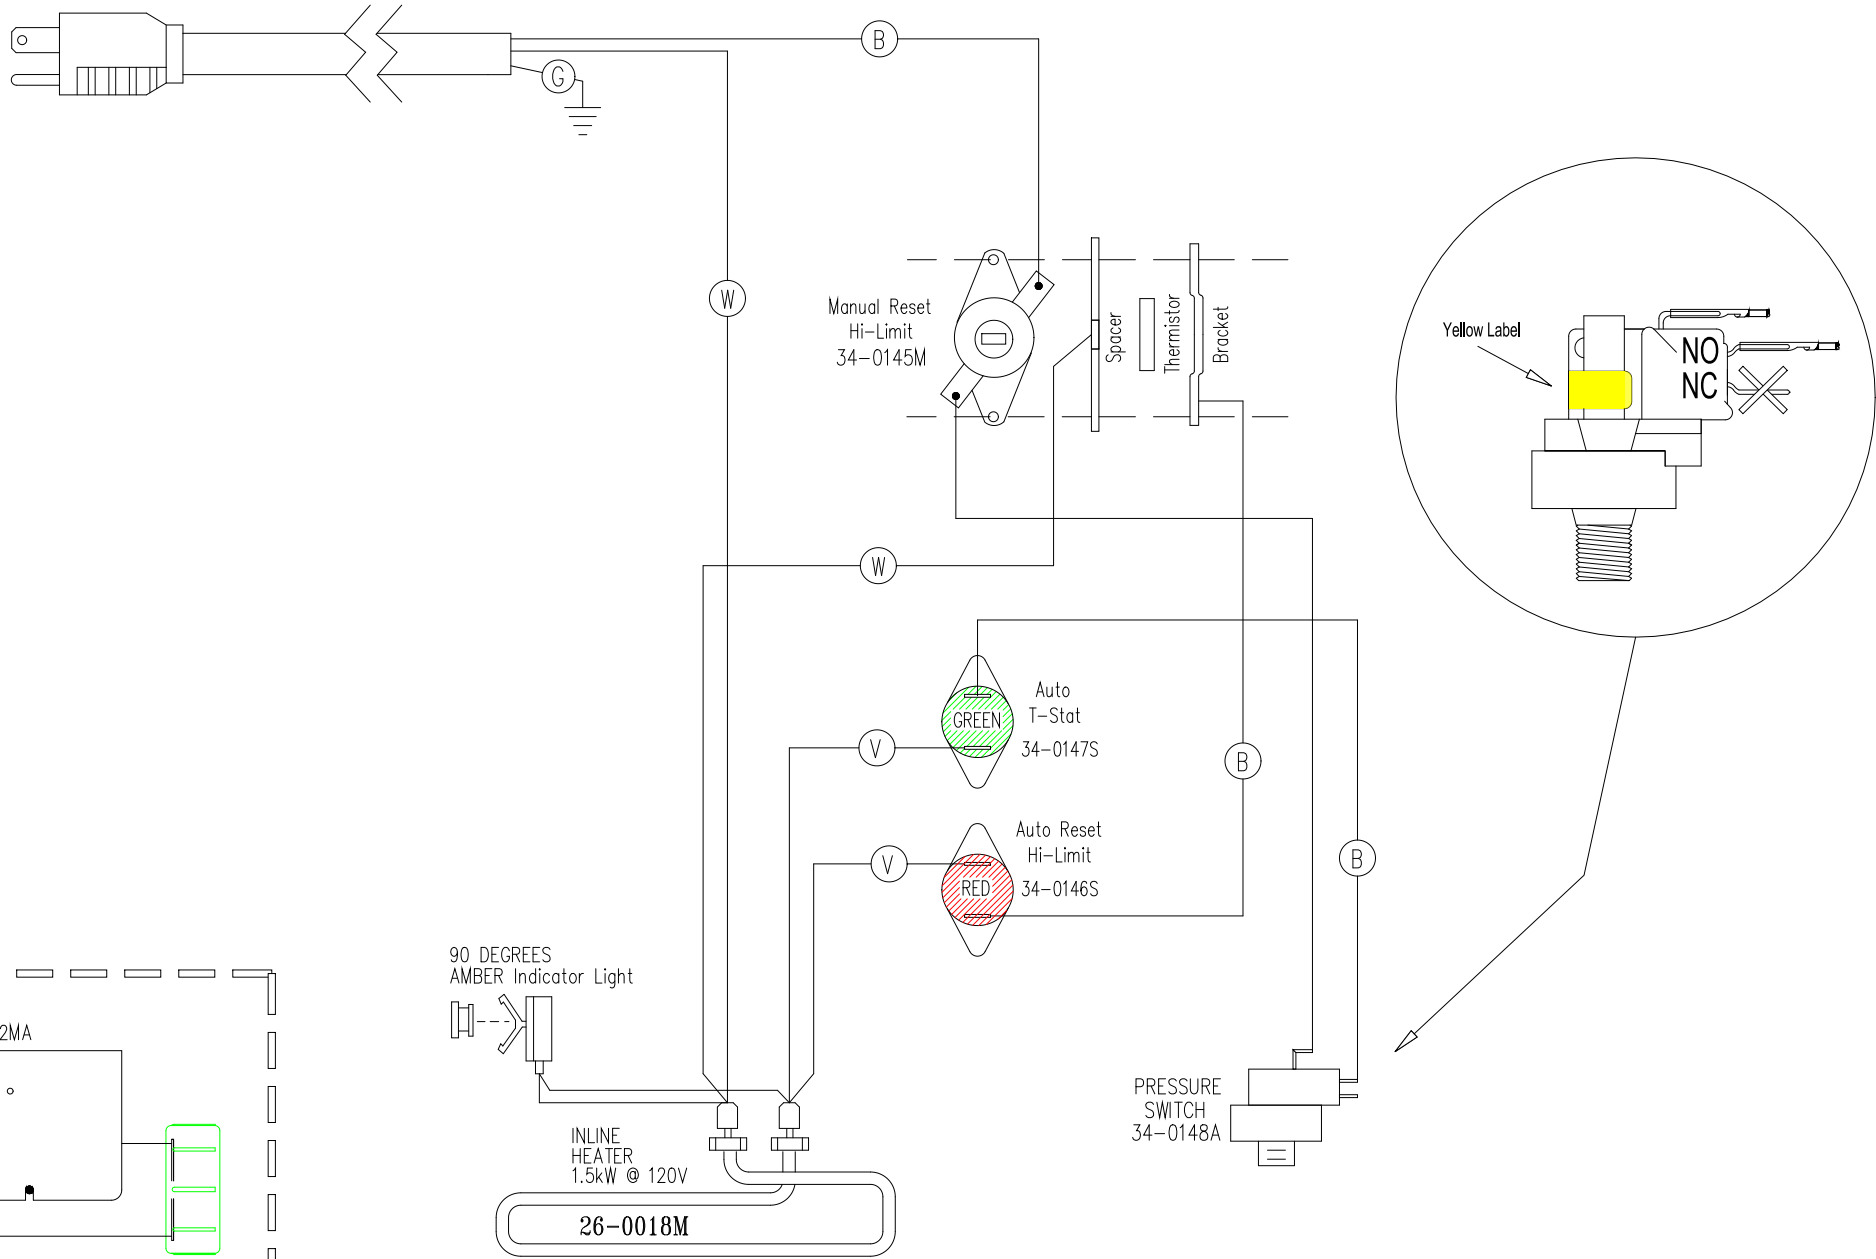 B
G
W
Manual Reset
Hi-Limit
34-0145M
Spacer
Thermistor
Bracket
Yellow Label
NO
NC
W
GREEN
Auto
T-Stat
34-0147S
V
B
Auto Reset
Hi-Limit
34-0146S
RED
V
B
90 DEGREES
AMBER Indicator Light
2MA
PRESSURE
SWITCH
34-0148A
INLINE
HEATER
1.5kW @ 120V
26-0018M